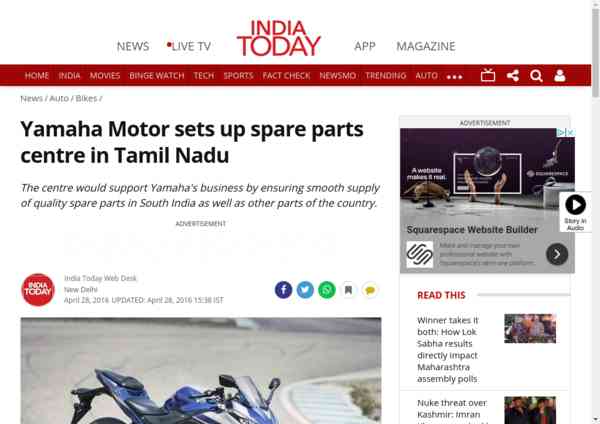 NEWS
LIVE TV
INDIA
TODAY
APP
MAGAZINE
HOME INDIA MOVIES BINGE WATCH TECH SPORTS FACT CHECK NEWSMO TRENDING AUTO
News / Auto / Bikes /
Yamaha Motor sets up spare parts
centre in Tamil Nadu
The centre would support Yamaha's business by ensuring smooth supply
of quality spare parts in South India as well as other parts of the country.
ADVERTISEMENT
INDIA
TODAY
India Today Web Desk
New Delhi
April 28, 2016 UPDATED: April 28, 2016 15:38 IST
ADVERTISEMENT
A website
makes it real.
SQUARESPACE
Squarespace Website Builder
Make and manage your own
professional website with
Squarespace's
Story in
Audio
READ THIS
Winner takes it
both: How Lok
Sabha results
directly impact
Maharashtra
assembly polls
Nuke threat over
Kashmir: Imran